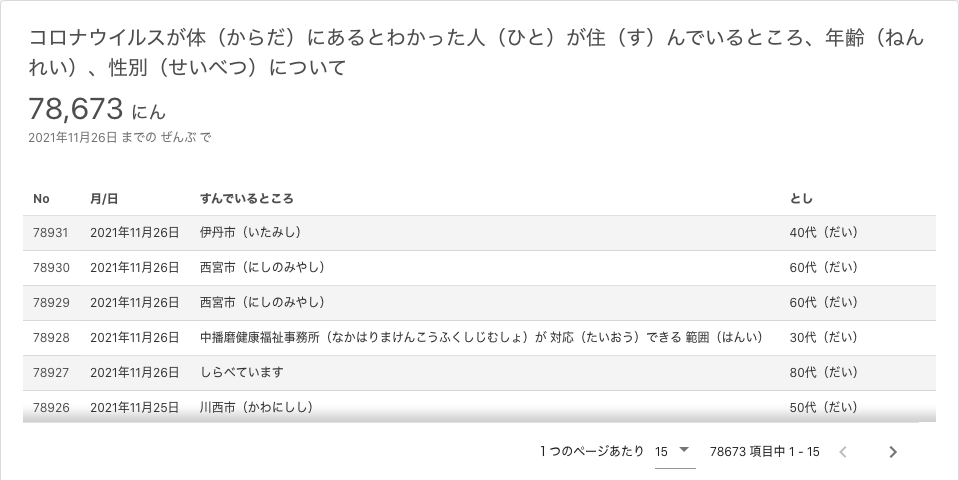 コロナウイルスが体（からだ）にあるとわかった人（ひと）が住（す）んでいるところ、年齢（ねん
れい）、性別（せいべつ）について
78,673 にん
2021年11月26日 までの ぜんぶ で
No 月/日 すんでいるところ とし
78931 2021年11月26日 伊丹市（いたみし） 40代（だい）
78930 2021年11月26日 西宮市（にしのみやし） 60代（だい）
78929 2021年11月26日 西宮市（にしのみやし） 60代（だい）
78928 2021年11月26日 中播磨健康福祉事務所（なかはりまけんこうふくしじむしょ）が 対応（たいおう）できる 範囲（はんい） 30代（だい）
78927 2021年11月26日 しらべています 80代（だい）
78926 2021年11月25日 川西市（かわにしし） 50代（だい）
1 つのページあたり 15 78673 項目中 1 - 15